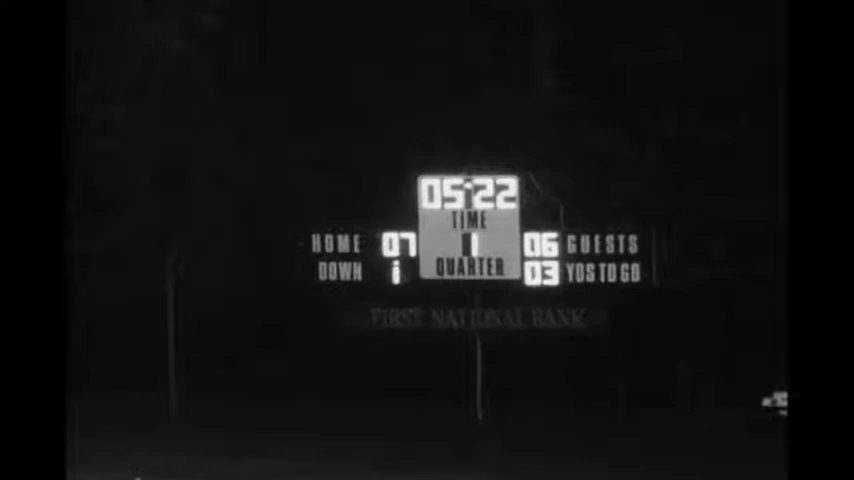 05:22
TIME
HOME 07 1 06 GUESTS
QUARTER
DOWN 1 03 YDS TO GO
FIRST NATIONAL BANK